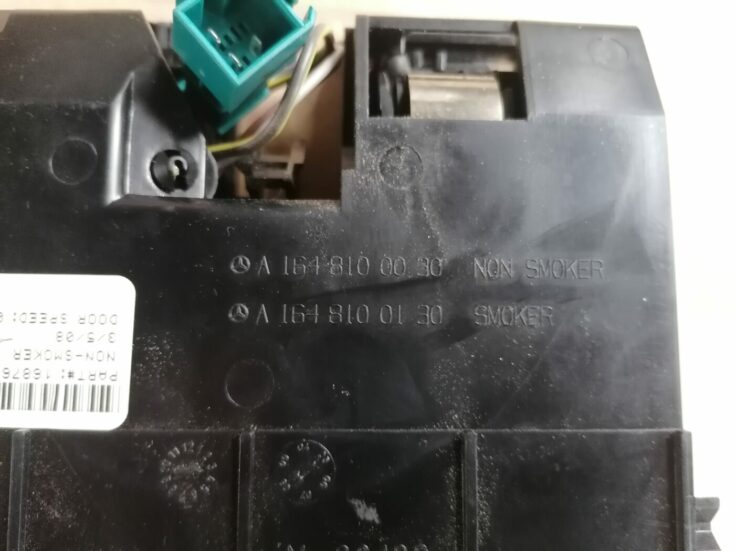 A 164 810 00 30 NON SMOKER
A 164 810 01 30 SMOKER
DOOR SPEED:
3/5/08
NON-SMOKER
PART#: 16876